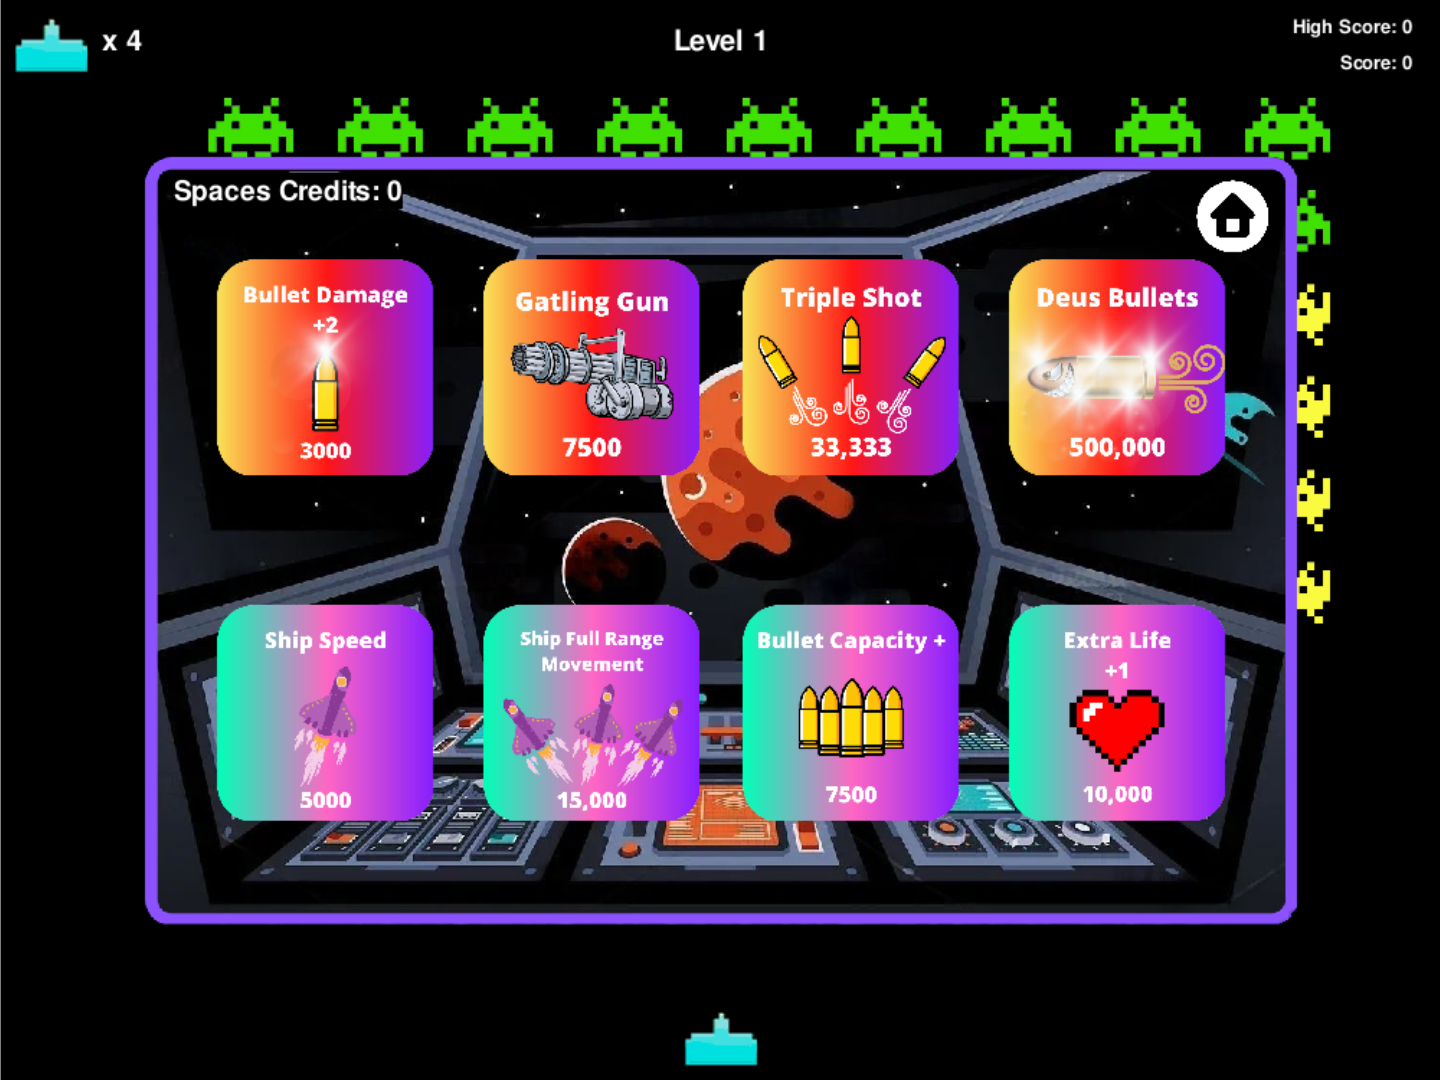 x 4
Level 1
High Score: 0
Score: 0
Spaces Credits: 0
Bullet Damage
+2
3000
Gatling Gun
7500
Triple Shot
33,333
Deus Bullets
500,000
Ship Speed
5000
Ship Full Range
Movement
15,000
Bullet Capacity +
7500
Extra Life
+1
10,000